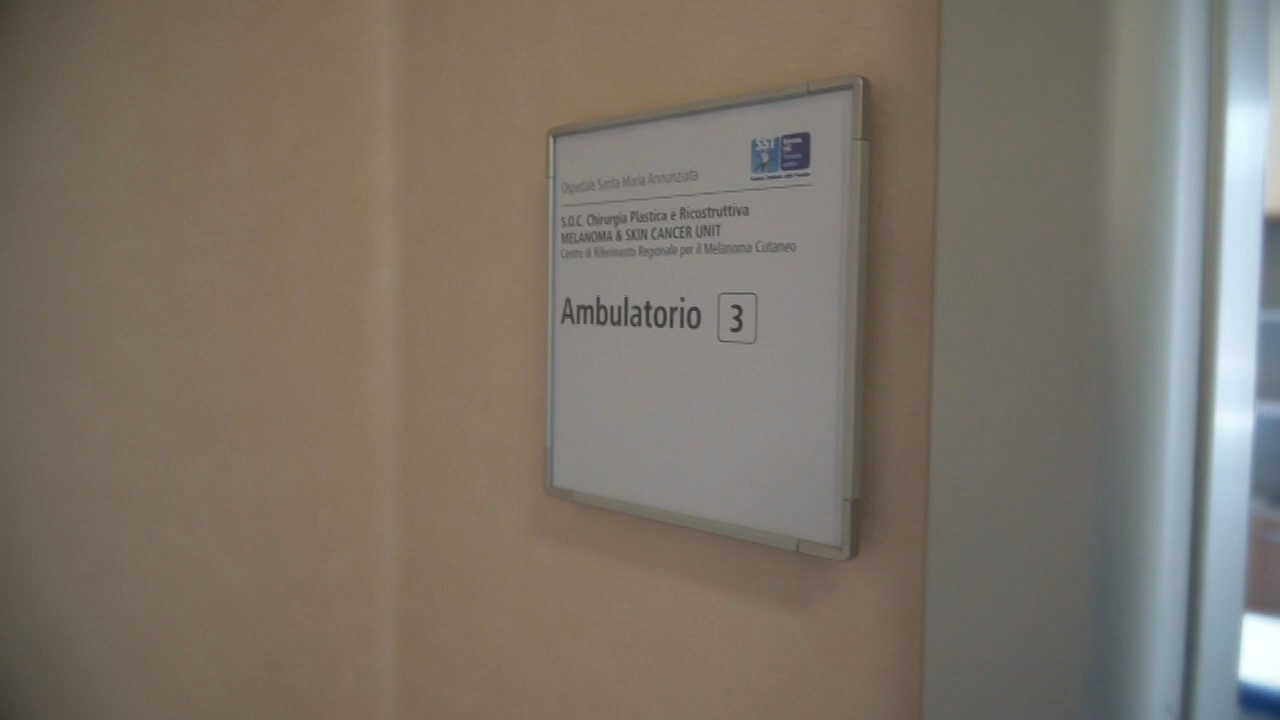 SST
Ospedale Santa Maria Annunziata
S.O.C. Chirurgia Plastica e Ricostruttiva
MELANOMA & SKIN CANCER UNIT
Centro di Riferimento Regionale per il Melanoma Cutaneo
Ambulatorio 3